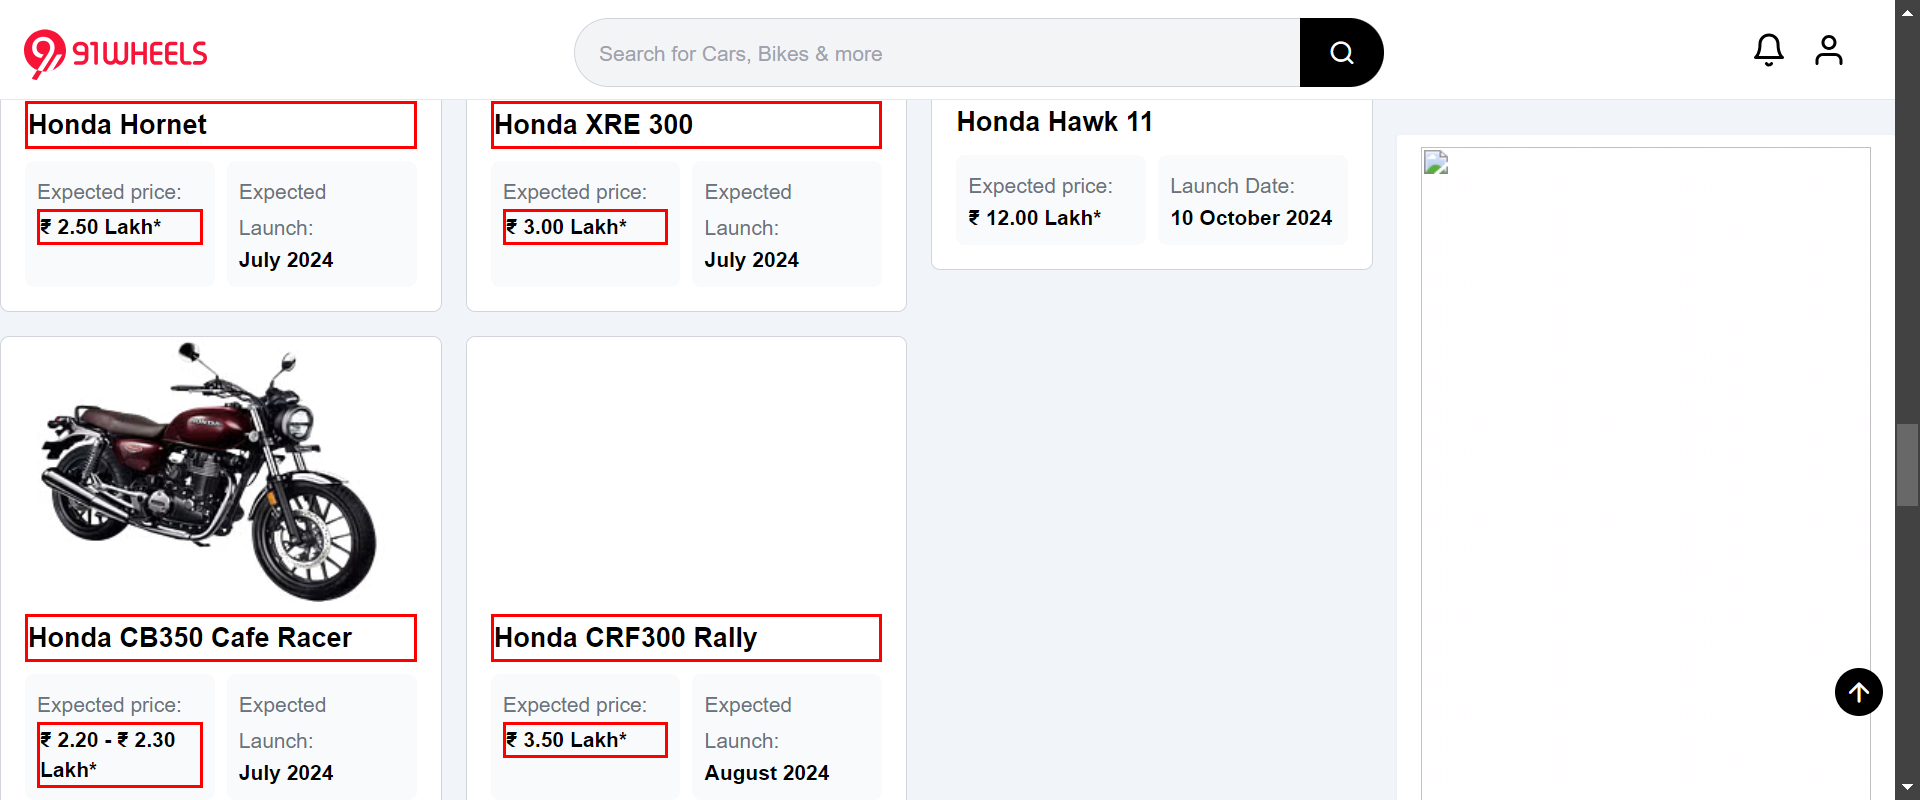 91WHEELS
Search for Cars, Bikes & more
Honda Hornet
Expected price:
₹ 2.50 Lakh*
Expected
Launch:
July 2024
Honda XRE 300
Expected price:
₹ 3.00 Lakh*
Expected
Launch:
July 2024
Honda Hawk 11
Expected price:
₹ 12.00 Lakh*
Launch Date:
10 October 2024
HONDA
Honda CB350 Cafe Racer
Expected price:
₹ 2.20 - ₹ 2.30
Lakh*
Expected
Launch:
July 2024
Honda CRF300 Rally
Expected price:
₹ 3.50 Lakh*
Expected
Launch:
August 2024